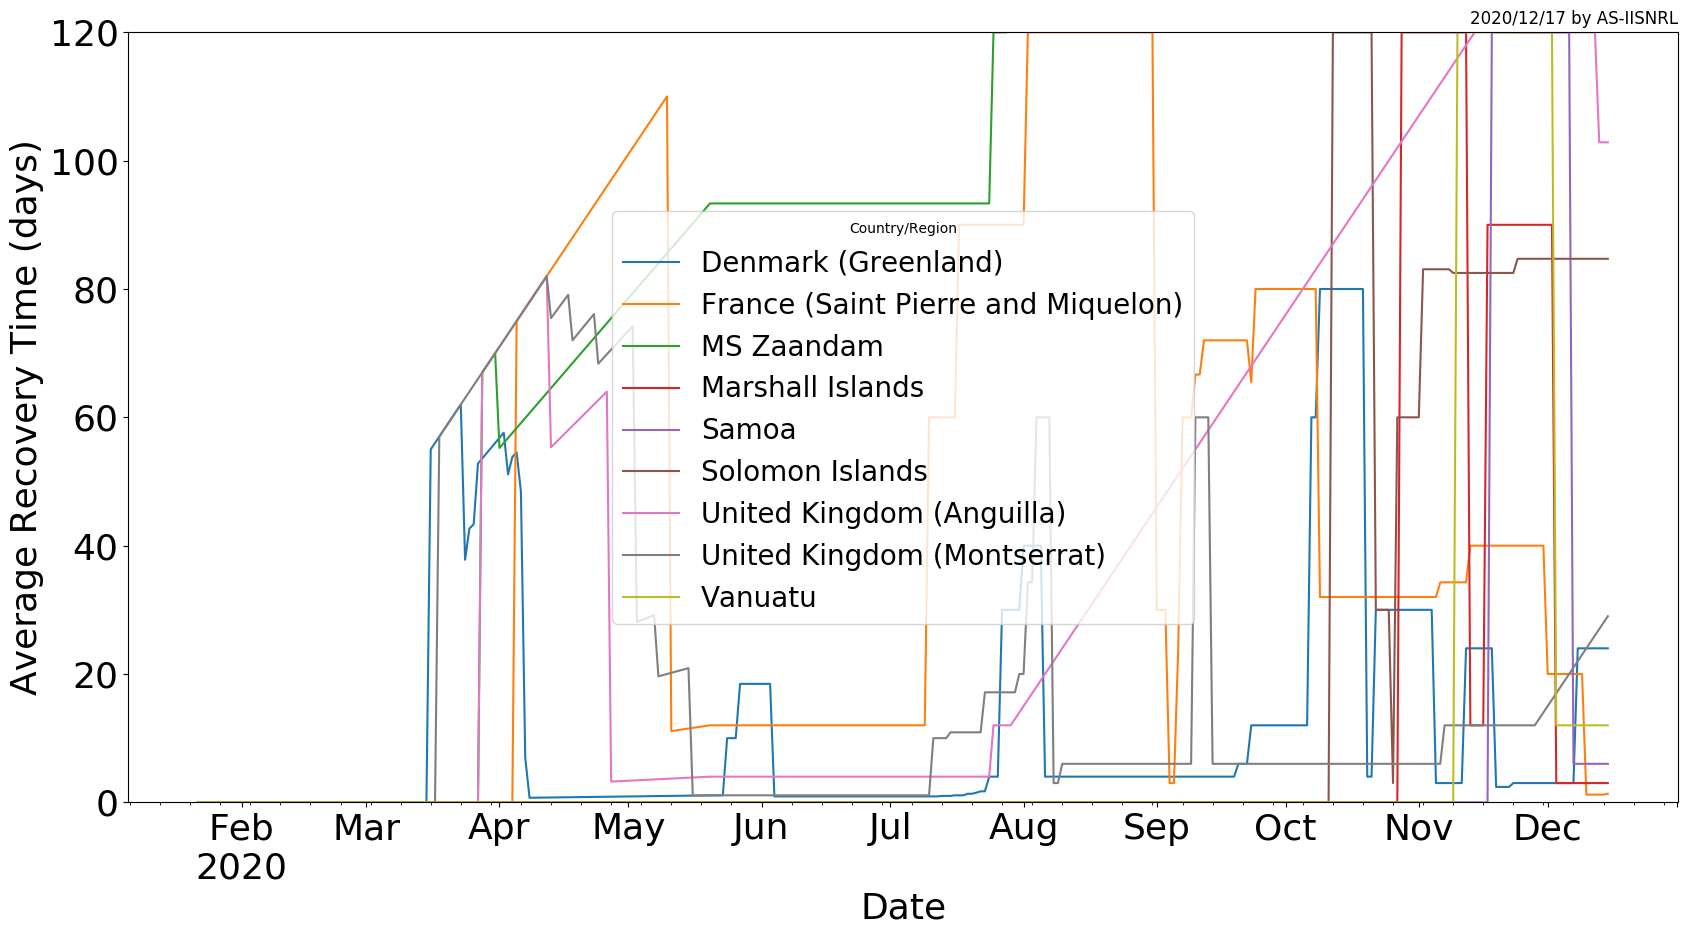 2020/12/17 by AS-IISNRL
120
100
80
60
40
20
0
Average Recovery Time (days)
Country/Region
Denmark (Greenland)
France (Saint Pierre and Miquelon)
MS Zaandam
Marshall Islands
Samoa
Solomon Islands
United Kingdom (Anguilla)
United Kingdom (Montserrat)
Vanuatu
Feb Mar Apr May Jun Jul Aug Sep Oct Nov Dec
2020
Date